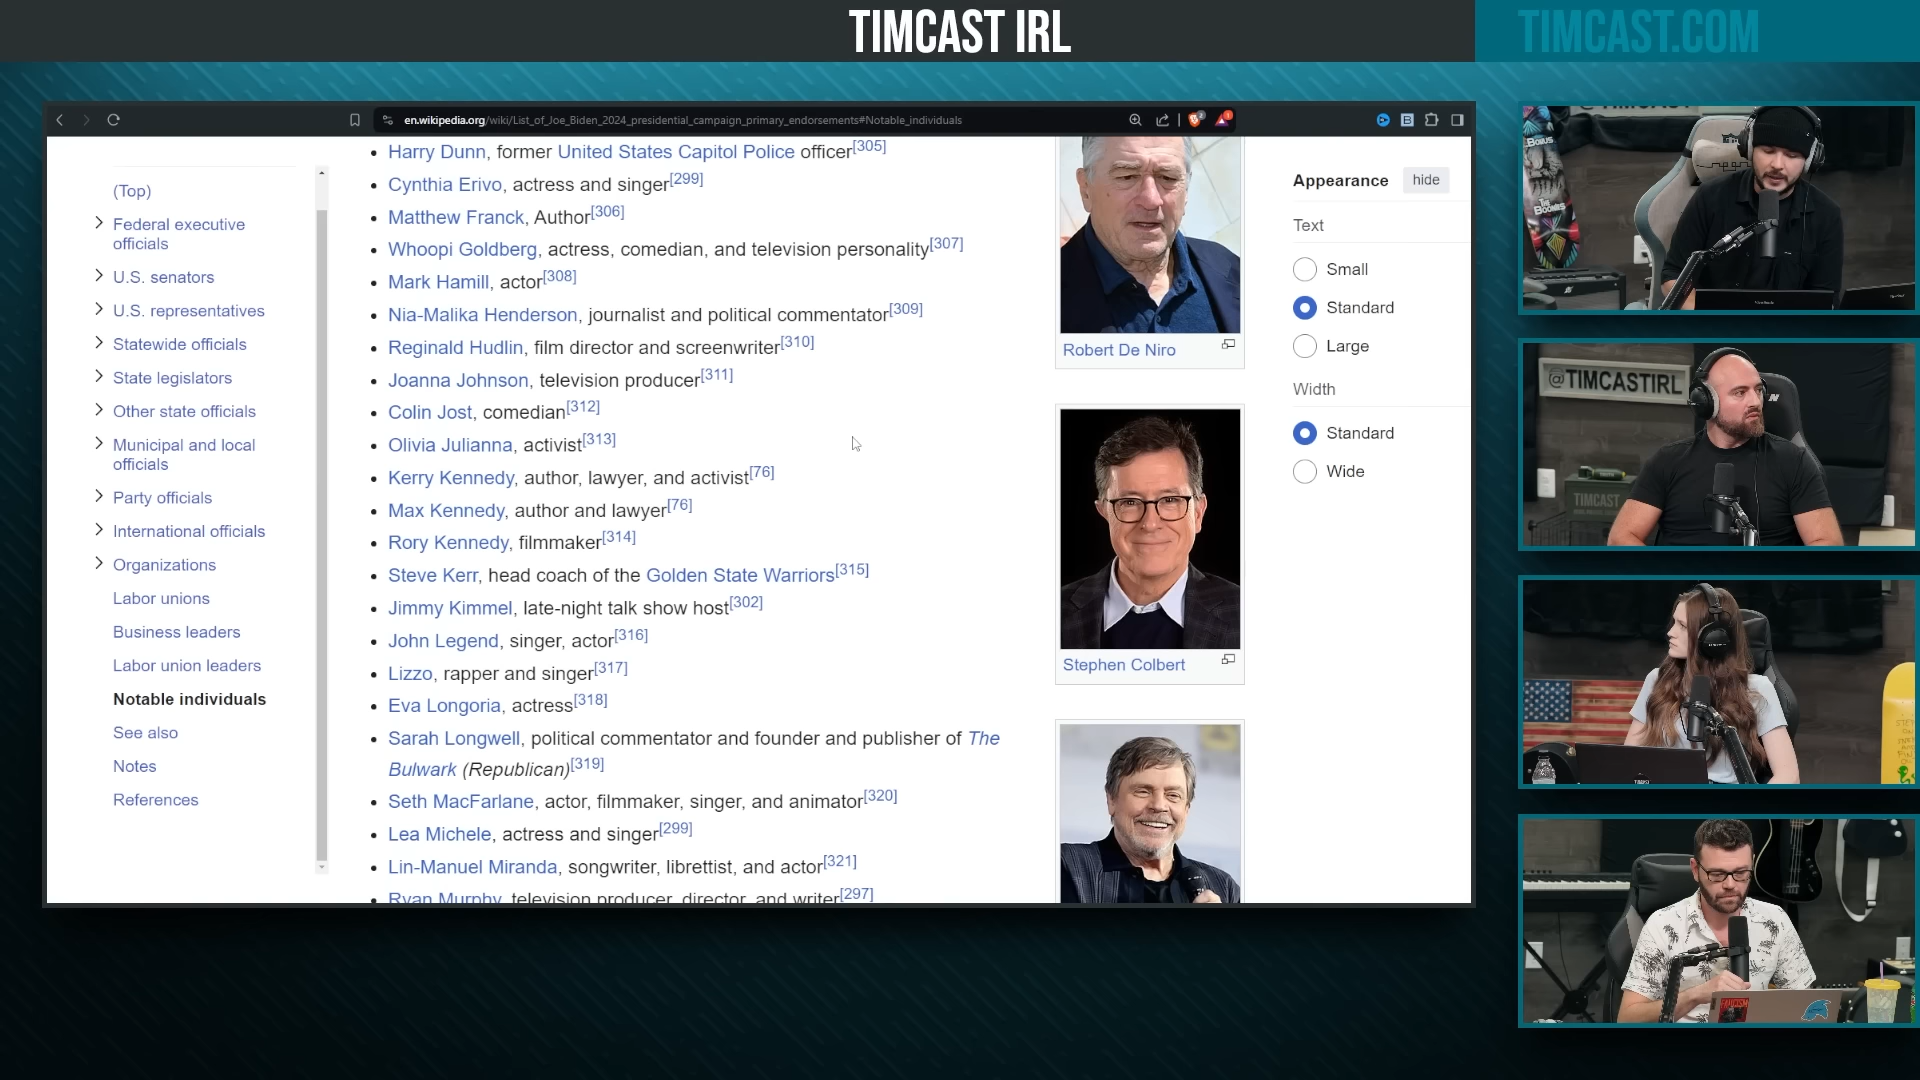 TIMCAST IRL
TIMCAST.COM
en.wikipedia.org/wiki/List_of_Joe_Biden_2024_presidential_campaign_primary_endorsements#Notable_individuals
(Top)
Federal executive
officials
U.S. senators
U.S. representatives
Statewide officials
State legislators
Other state officials
Municipal and local
officials
Party officials
International officials
Organizations
Labor unions
Business leaders
Labor union leaders
Notable individuals
See also
Notes
References
• Harry Dunn, former United States Capitol Police officer[305]
• Cynthia Erivo, actress and singer[299]
• Matthew Franck, Author[306]
• Whoopi Goldberg, actress, comedian, and television personality[307]
• Mark Hamill, actor[308]
• Nia-Malika Henderson, journalist and political commentator[309]
• Reginald Hudlin, film director and screenwriter[310]
• Joanna Johnson, television producer[311]
• Colin Jost, comedian[312]
• Olivia Julianna, activist[313]
• Kerry Kennedy, author, lawyer, and activist[76]
• Max Kennedy, author and lawyer[76]
• Rory Kennedy, filmmaker[314]
• Steve Kerr, head coach of the Golden State Warriors[315]
• Jimmy Kimmel, late-night talk show host[302]
• John Legend, singer, actor[316]
• Lizzo, rapper and singer[317]
• Eva Longoria, actress[318]
• Sarah Longwell, political commentator and founder and publisher of The
Bulwark (Republican)[319]
• Seth MacFarlane, actor, filmmaker, singer, and animator[320]
• Lea Michele, actress and singer[299]
• Lin-Manuel Miranda, songwriter, librettist, and actor[321]
• Ryan Murphy, television producer, director, and writer[297]
Robert De Niro
Stephen Colbert
Appearance hide
Text
Small
Standard
Large
Width
Standard
Wide
THE
BOONIES
@TIMCASTIRL
TIMCAST